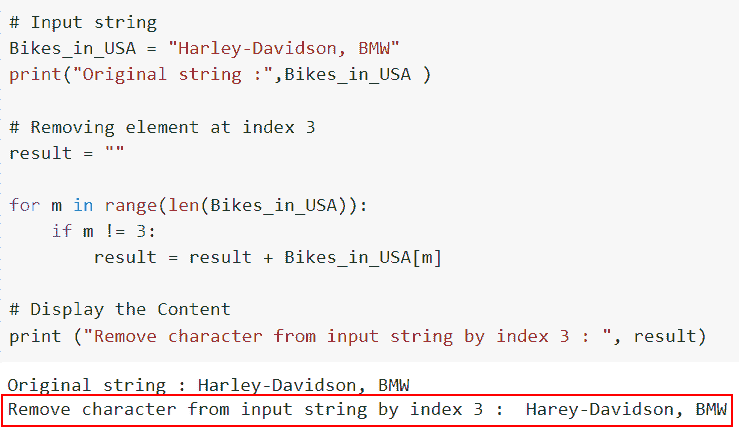 # Input string
Bikes_in_USA = "Harley-Davidson, BMW"
print("Original string :",Bikes_in_USA )
# Removing element at index 3
result = ""
for m in range(len(Bikes_in_USA)):
    if m != 3:
        result = result + Bikes_in_USA[m]
# Display the Content
print ("Remove character from input string by index 3 : ", result)
Original string : Harley-Davidson, BMW
Remove character from input string by index 3 :  Harey-Davidson, BMW